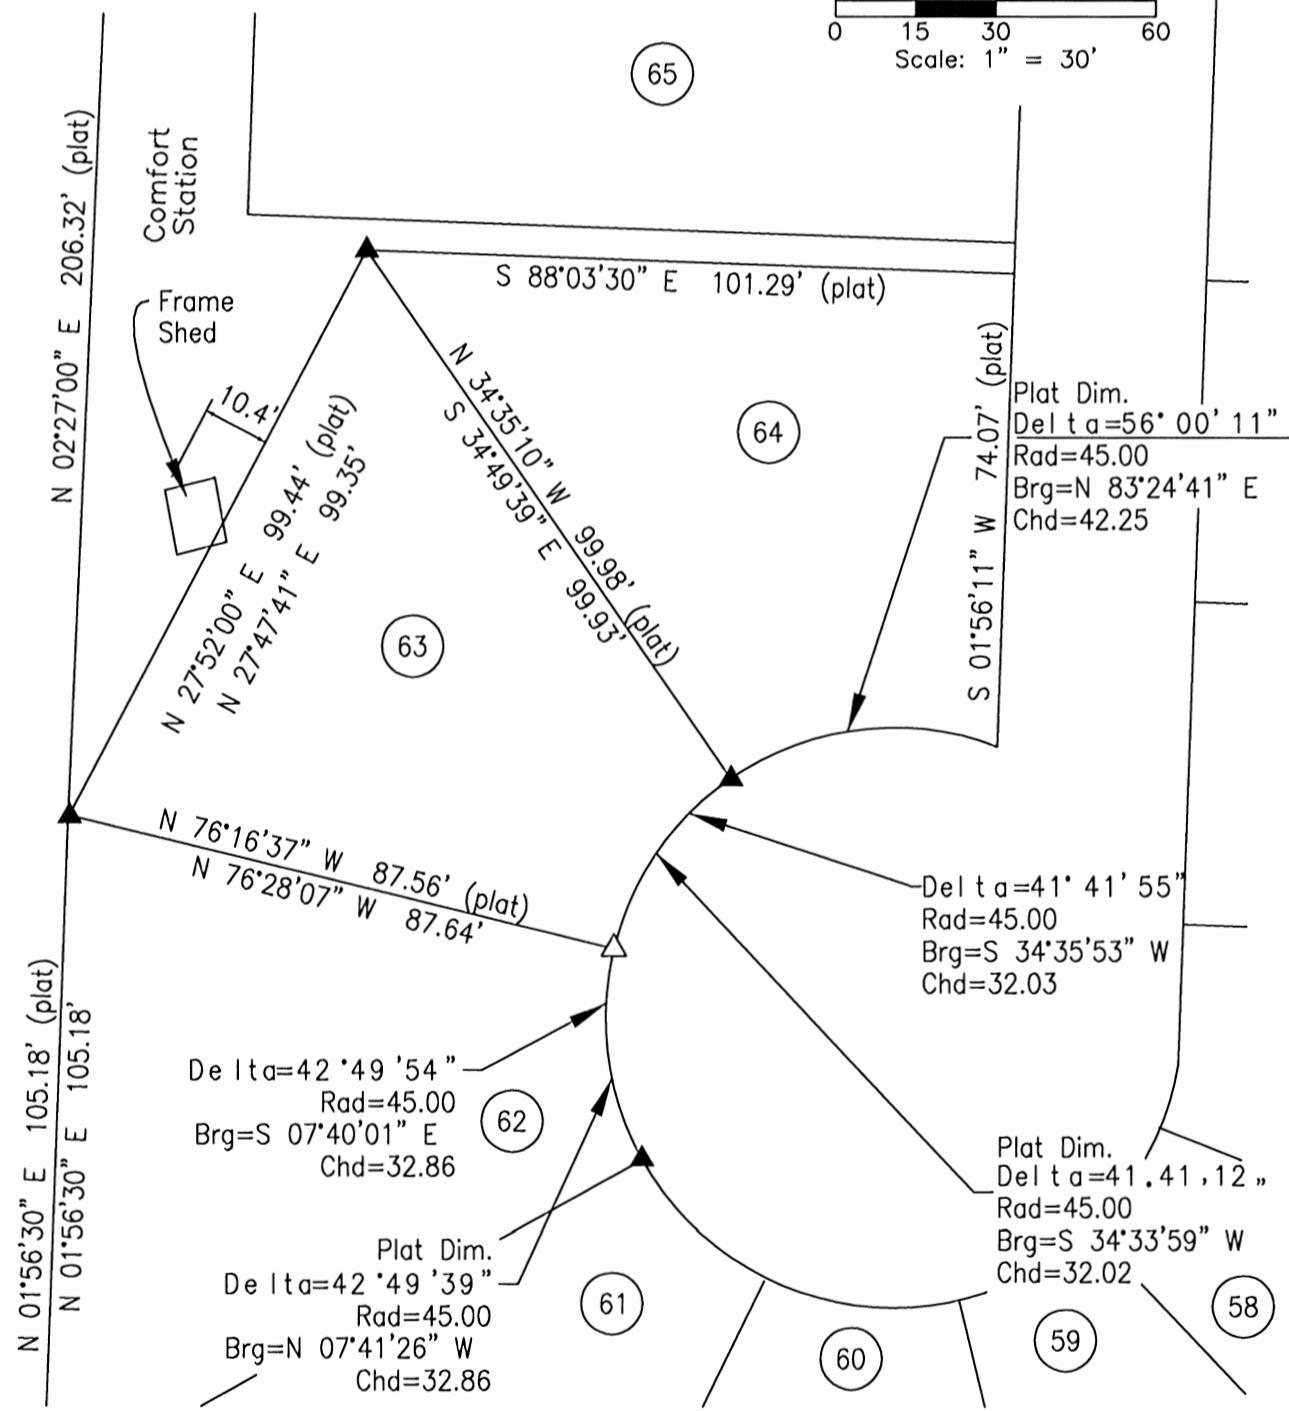 0 15 30 60
Scale: 1" = 30'
65
N 02°27'00" E 206.32' (plat)
Comfort
Station
Frame
Shed
10.4'
S 88°03'30" E 101.29' (plat)
N 34°35'10" W 99.98' (plat)
S 34°49'39" E 99.93'
64
S 01°56'11" W 74.07' (plat)
Plat Dim.
Delta=56° 00' 11"
Rad=45.00
Brg=N 83°24'41" E
Chd=42.25
N 27°52'00" E 99.44' (plat)
N 27°47'41" E 99.35'
63
N 76°16'37" W 87.56' (plat)
N 76°28'07" W 87.64'
Delta=41° 41' 55"
Rad=45.00
Brg=S 34°35'53" W
Chd=32.03
N 01°56'30" E 105.18' (plat)
N 01°56'30" E 105.18'
Delta=42°49'54"
Rad=45.00
Brg=S 07°40'01" E
Chd=32.86
62
Plat Dim.
Delta=41.41,12„
Rad=45.00
Brg=S 34°33'59" W
Chd=32.02
Plat Dim.
Delta=42°49'39"
Rad=45.00
Brg=N 07°41'26" W
Chd=32.86
61
60
59
58